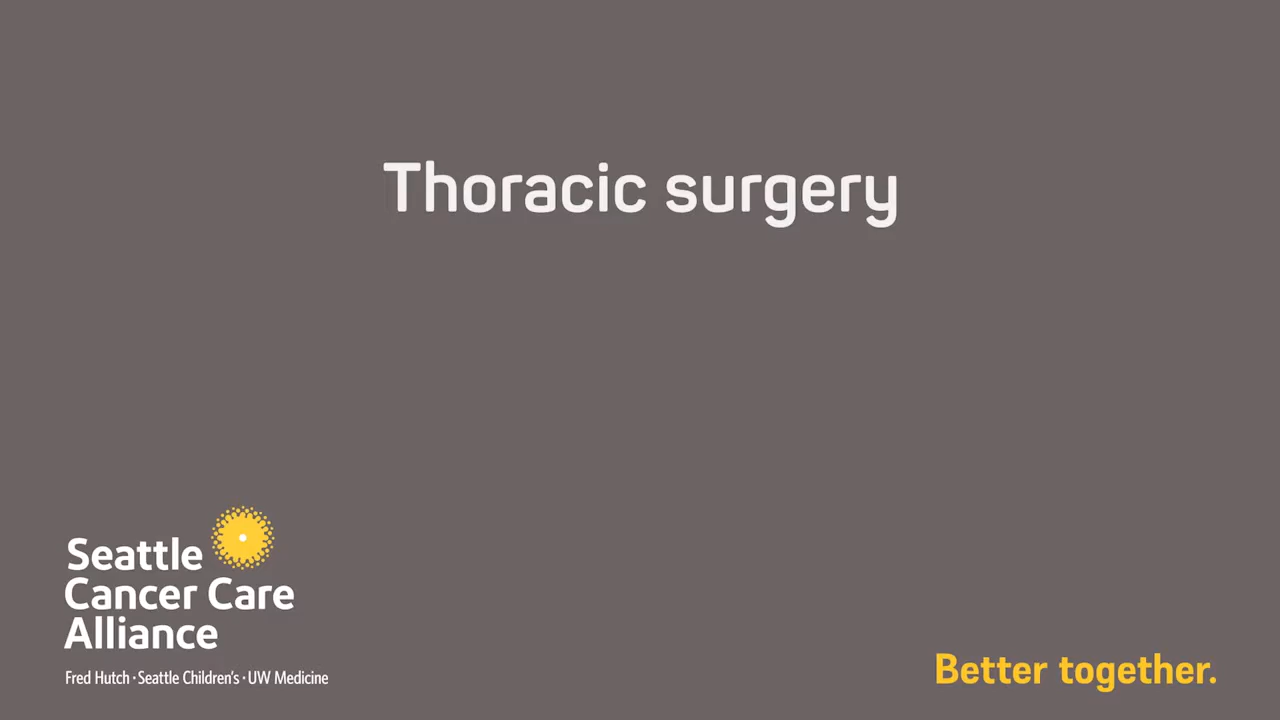 Thoracic surgery
Seattle
Cancer Care
Alliance
Fred Hutch · Seattle Children's · UW Medicine
Better together.